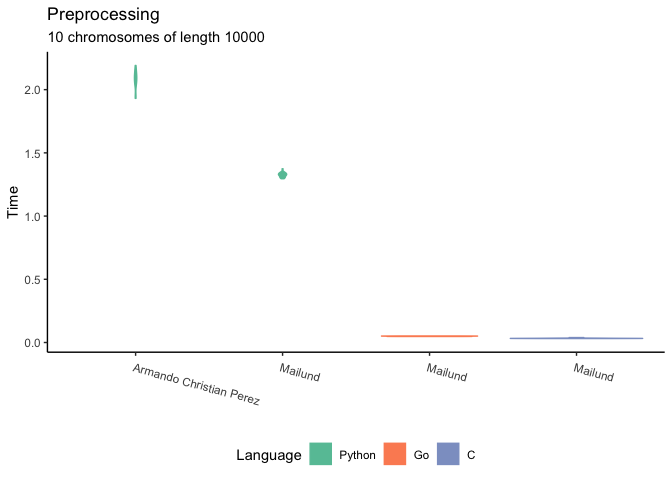 Preprocessing
10 chromosomes of length 10000
2.0
1.5
1.0
0.5
0.0
Time
Armando Christian Perez
Mailund
Mailund
Mailund
Language Python Go C